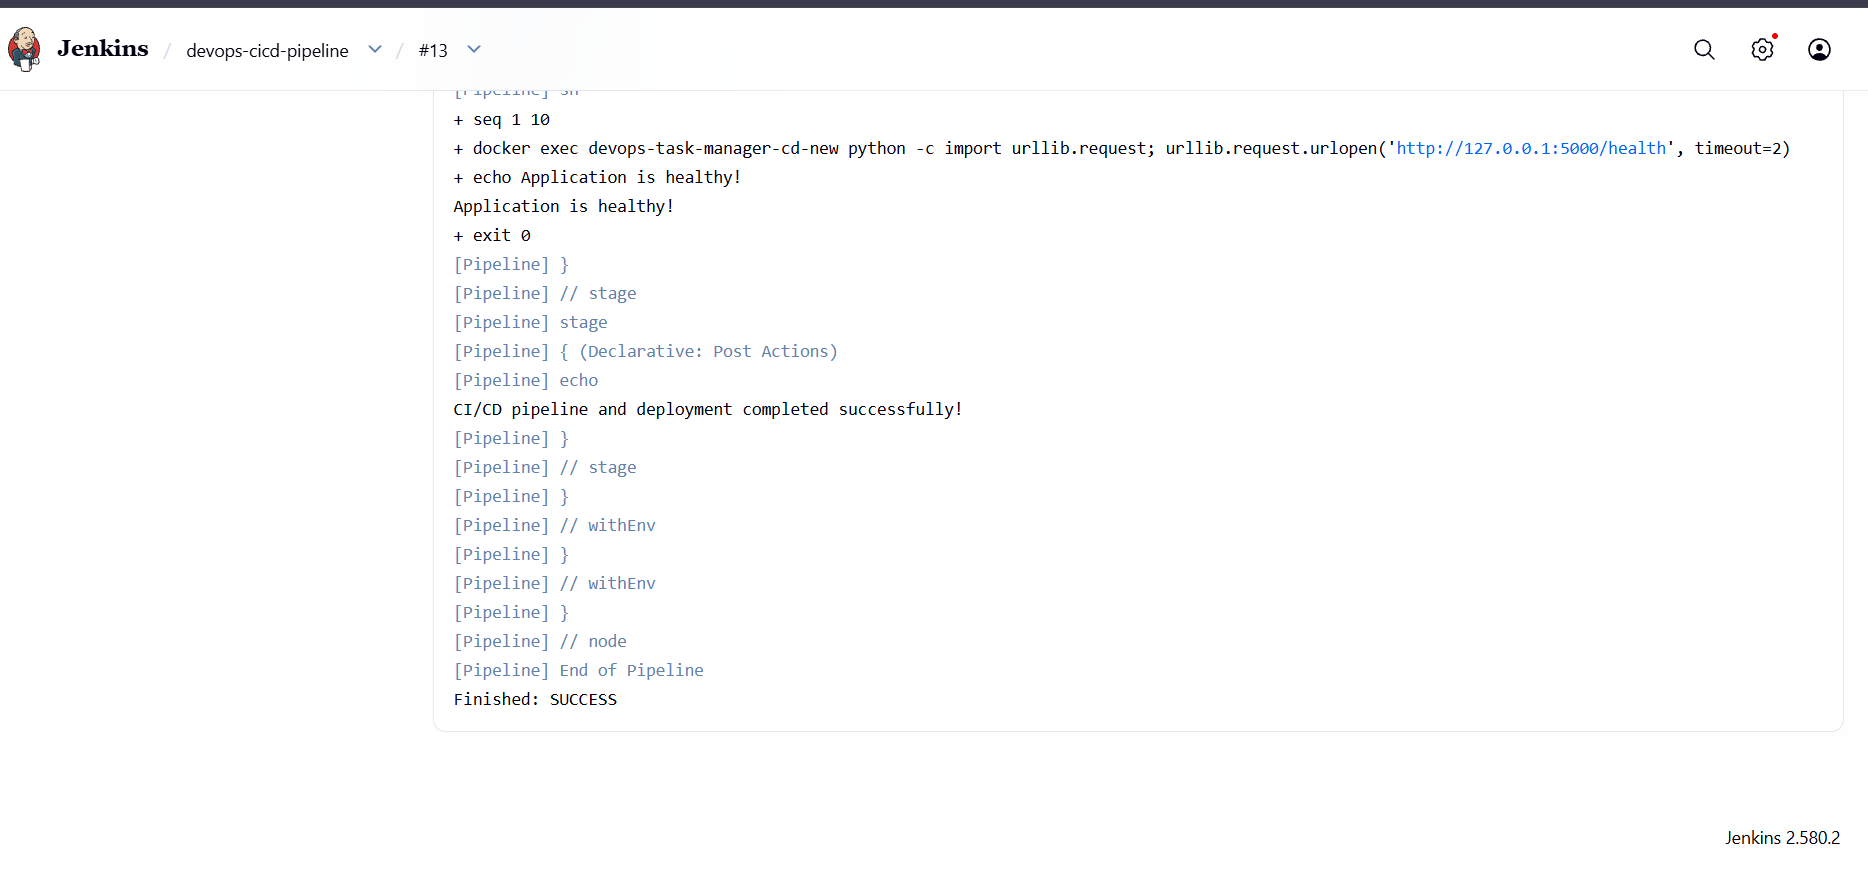 Jenkins / devops-cicd-pipeline / #13
[Pipeline] sh
+ seq 1 10
+ docker exec devops-task-manager-cd-new python -c import urllib.request; urllib.request.urlopen('http://127.0.0.1:5000/health', timeout=2)
+ echo Application is healthy!
Application is healthy!
+ exit 0
[Pipeline] }
[Pipeline] // stage
[Pipeline] stage
[Pipeline] { (Declarative: Post Actions)
[Pipeline] echo
CI/CD pipeline and deployment completed successfully!
[Pipeline] }
[Pipeline] // stage
[Pipeline] }
[Pipeline] // withEnv
[Pipeline] }
[Pipeline] // withEnv
[Pipeline] }
[Pipeline] // node
[Pipeline] End of Pipeline
Finished: SUCCESS
Jenkins 2.580.2